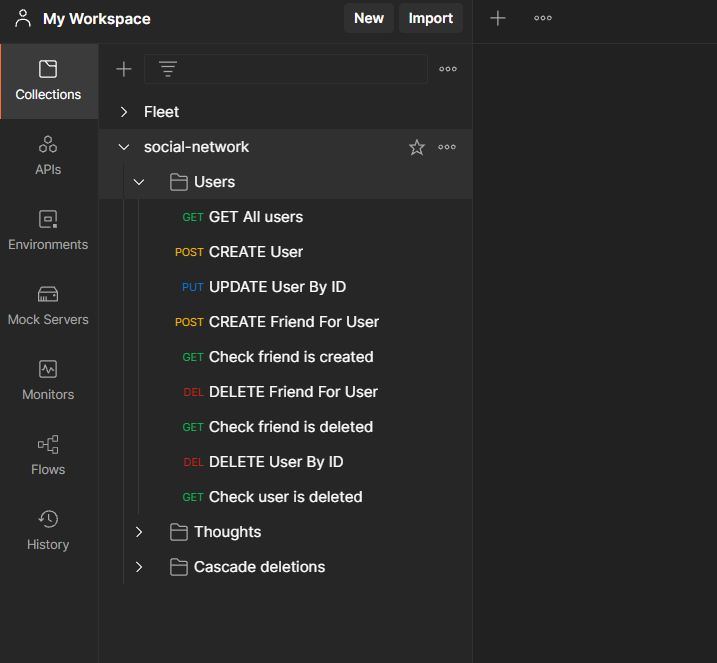 My Workspace
New
Import
Collections
APIs
Environments
Mock Servers
Monitors
Flows
History
Fleet
social-network
Users
GET GET All users
POST CREATE User
PUT UPDATE User By ID
POST CREATE Friend For User
GET Check friend is created
DEL DELETE Friend For User
GET Check friend is deleted
DEL DELETE User By ID
GET Check user is deleted
Thoughts
Cascade deletions